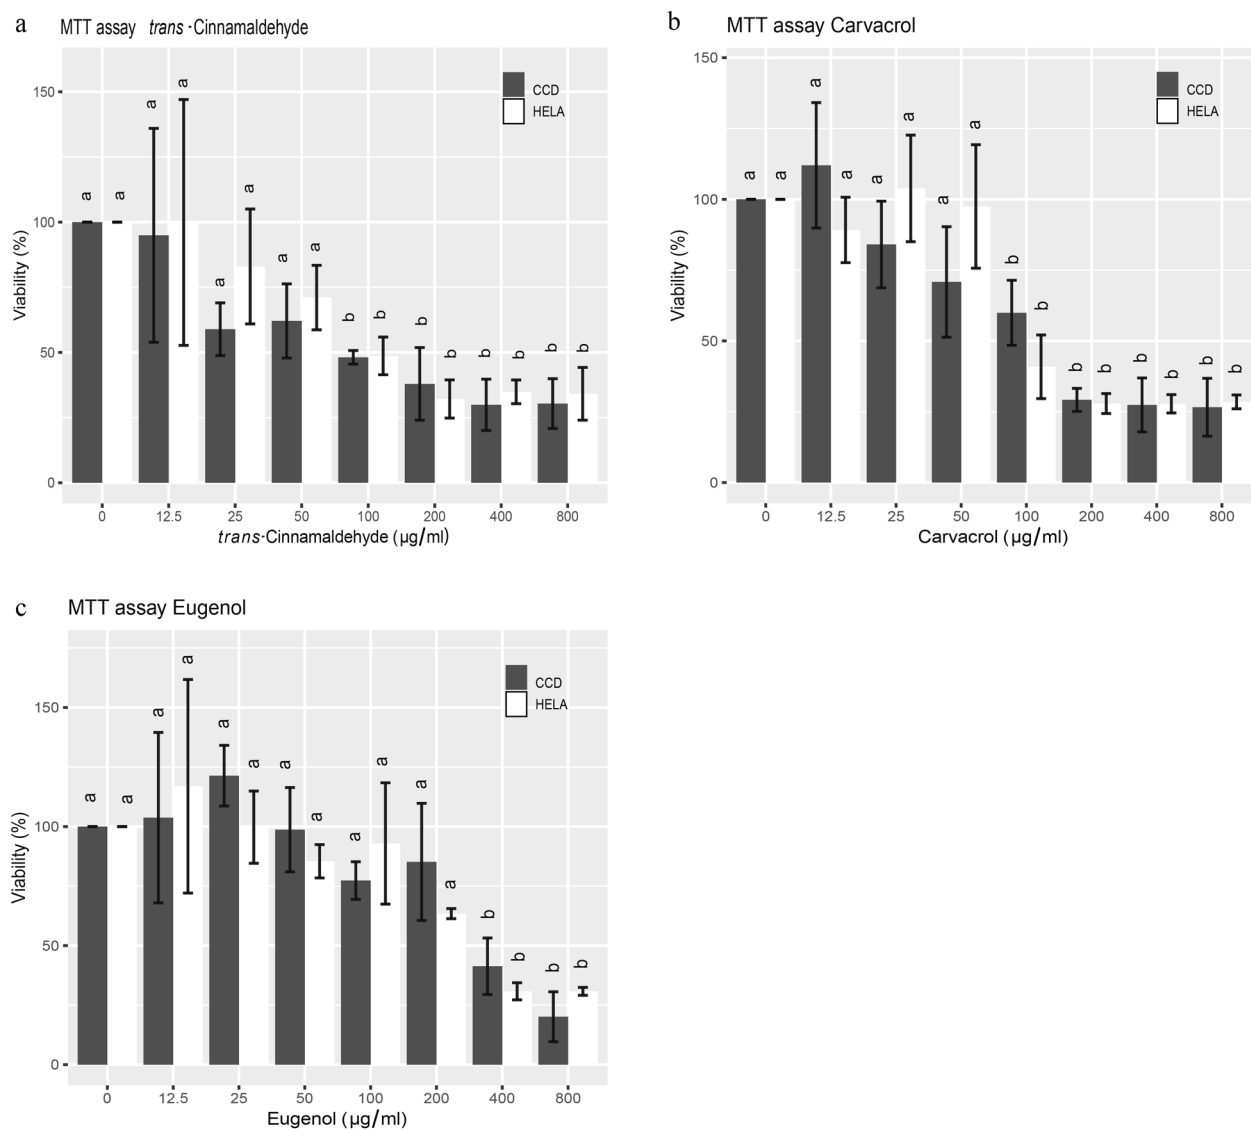 a
MTT assay trans-Cinnamaldehyde
Viability (%)
150
100
50
0
a a a a a a a a b b b b b b b b
CCD
HELA
0 12.5 25 50 100 200 400 800
trans-Cinnamaldehyde (µg/ml)
b
MTT assay Carvacrol
Viability (%)
150
100
50
0
a a a a a a a b b b b b b b b
CCD
HELA
0 12.5 25 50 100 200 400 800
Carvacrol (µg/ml)
c
MTT assay Eugenol
Viability (%)
150
100
50
0
a a a a a a a a a a a a b b b b
CCD
HELA
0 12.5 25 50 100 200 400 800
Eugenol (µg/ml)